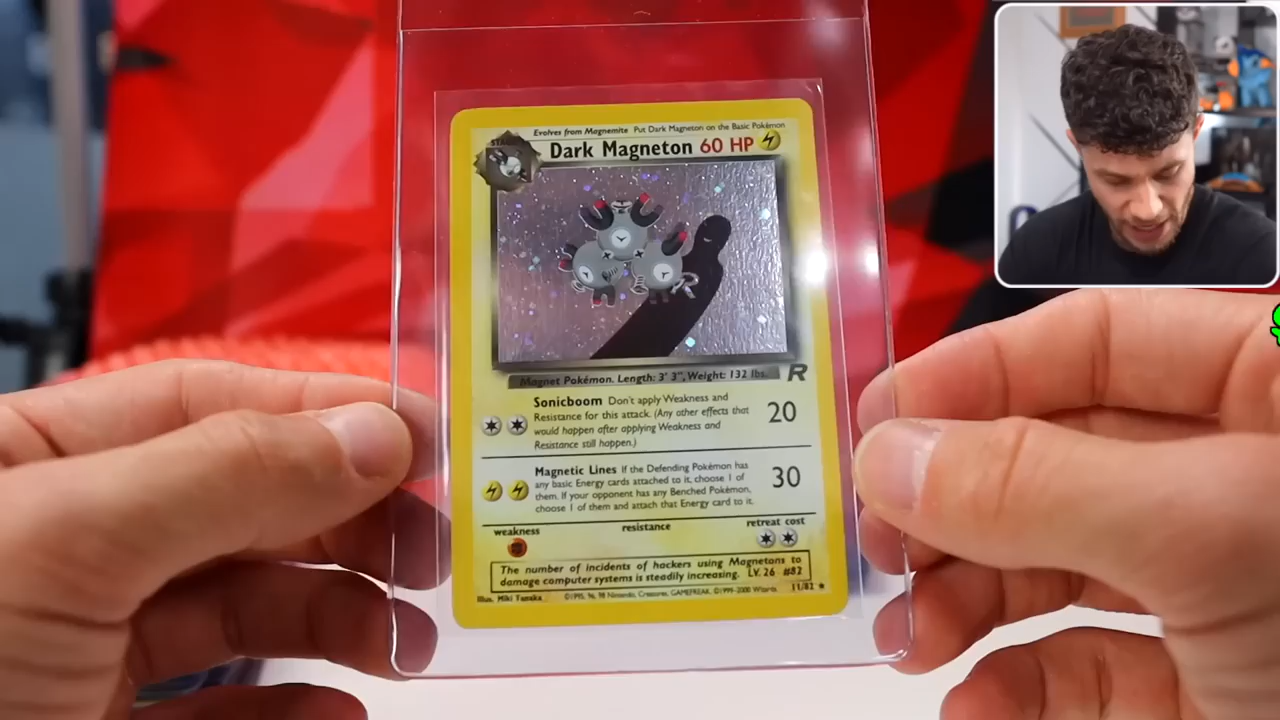 Evolves from Magnemite Put Dark Magneton on the Basic Pokémon
STAGE
Dark Magneton 60 HP
Magnet Pokémon. Length: 3' 3", Weight: 132 lbs.
R
Sonicboom Don't apply Weakness and
Resistance for this attack. (Any other effects that
would happen after applying Weakness and
Resistance still happen.)
20
Magnetic Lines If the Defending Pokémon has
any basic Energy cards attached to it, choose 1 of
them. If your opponent has any Benched Pokémon,
choose 1 of them and attach that Energy card to it.
30
weakness resistance retreat cost
The number of incidents of hackers using Magnetons to
damage computer systems is steadily increasing. LV. 26 #82
Illus. Miki Tanaka ©1995, 96, 98 Nintendo, Creatures, GAMEFREAK. ©1999-2000 Wizards. 11/82 ★